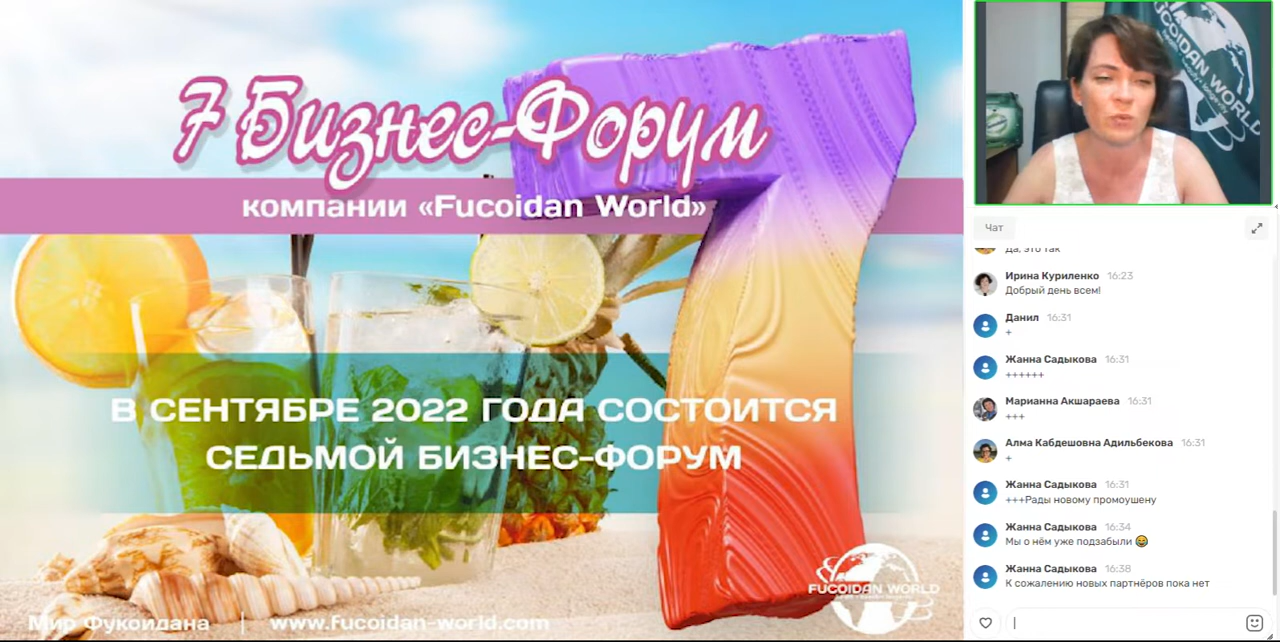 7 Бизнес-Форум
компании «Fucoidan World»
В СЕНТЯБРЕ 2022 ГОДА СОСТОИТСЯ
СЕДЬМОЙ БИЗНЕС-ФОРУМ
FUCOIDAN WORLD
Мир Фукоидана | www.fucoidan-world.com
FUCOIDAN WORLD
Чат
Да, это так
Ирина Куриленко 16:23
Добрый день всем!
Данил 16:31
+
Жанна Садыкова 16:31
++++++
Марианна Акшараева 16:31
+++
Алма Кабдешовна Адильбекова 16:31
+
Жанна Садыкова 16:31
+++Рады новому промоушену
Жанна Садыкова 16:34
Мы о нём уже подзабыли 😂
Жанна Садыкова 16:38
К сожалению новых партнёров пока нет